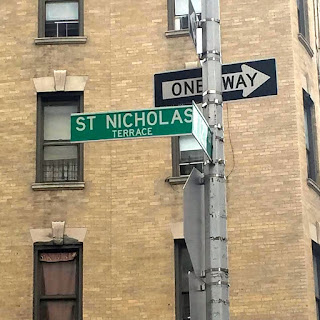 ONE WAY
ST NICHOLAS
TERRACE